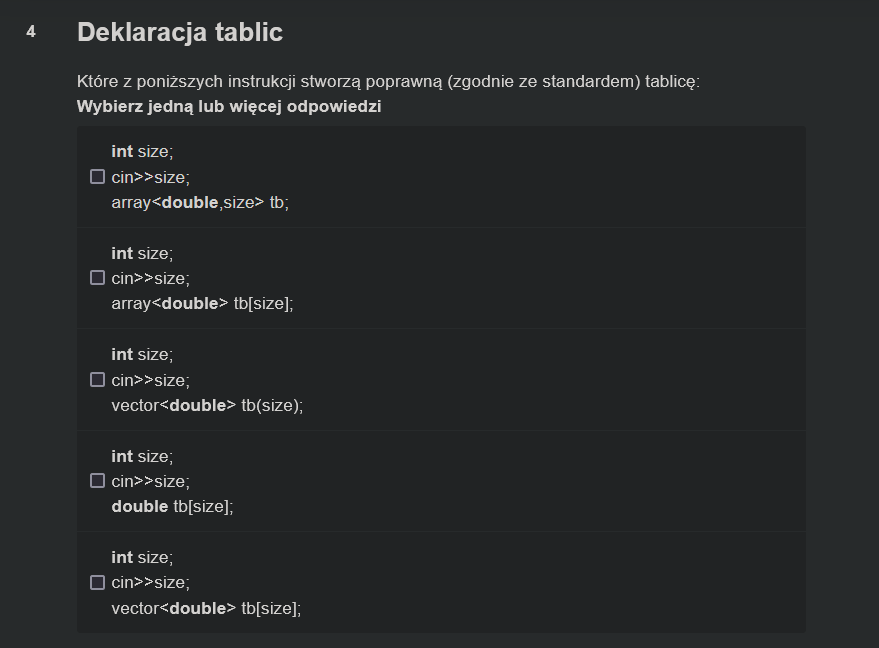 4 Deklaracja tablic
Które z poniższych instrukcji stworzą poprawną (zgodnie ze standardem) tablicę:
Wybierz jedną lub więcej odpowiedzi
int size;
cin>>size;
array<double,size> tb;
int size;
cin>>size;
array<double> tb[size];
int size;
cin>>size;
vector<double> tb(size);
int size;
cin>>size;
double tb[size];
int size;
cin>>size;
vector<double> tb[size];